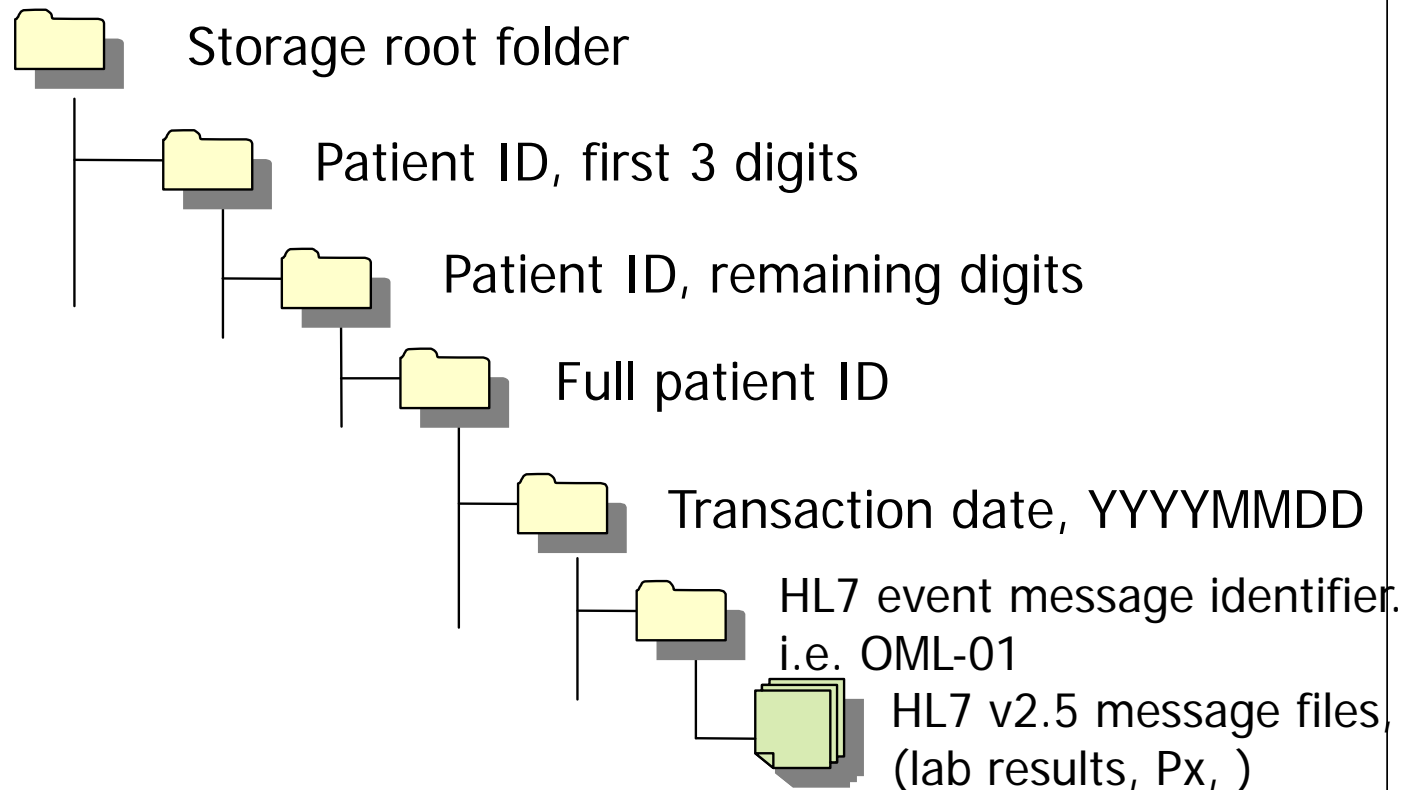 Storage root folder
Patient ID, first 3 digits
Patient ID, remaining digits
Full patient ID
Transaction date, YYYYMMDD
HL7 event message identifier.
i.e. OML-01
HL7 v2.5 message files,
(lab results, Px, )